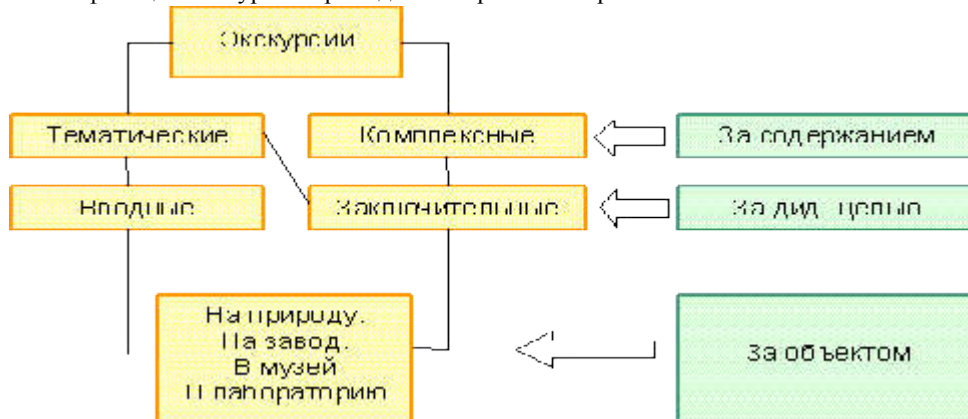 Экскурсии
Тематические
Комплексные
За содержанием
Вводные
Заключительные
За дид. целью
На природу.
На завод.
В музей
В лабораторию
За объектом